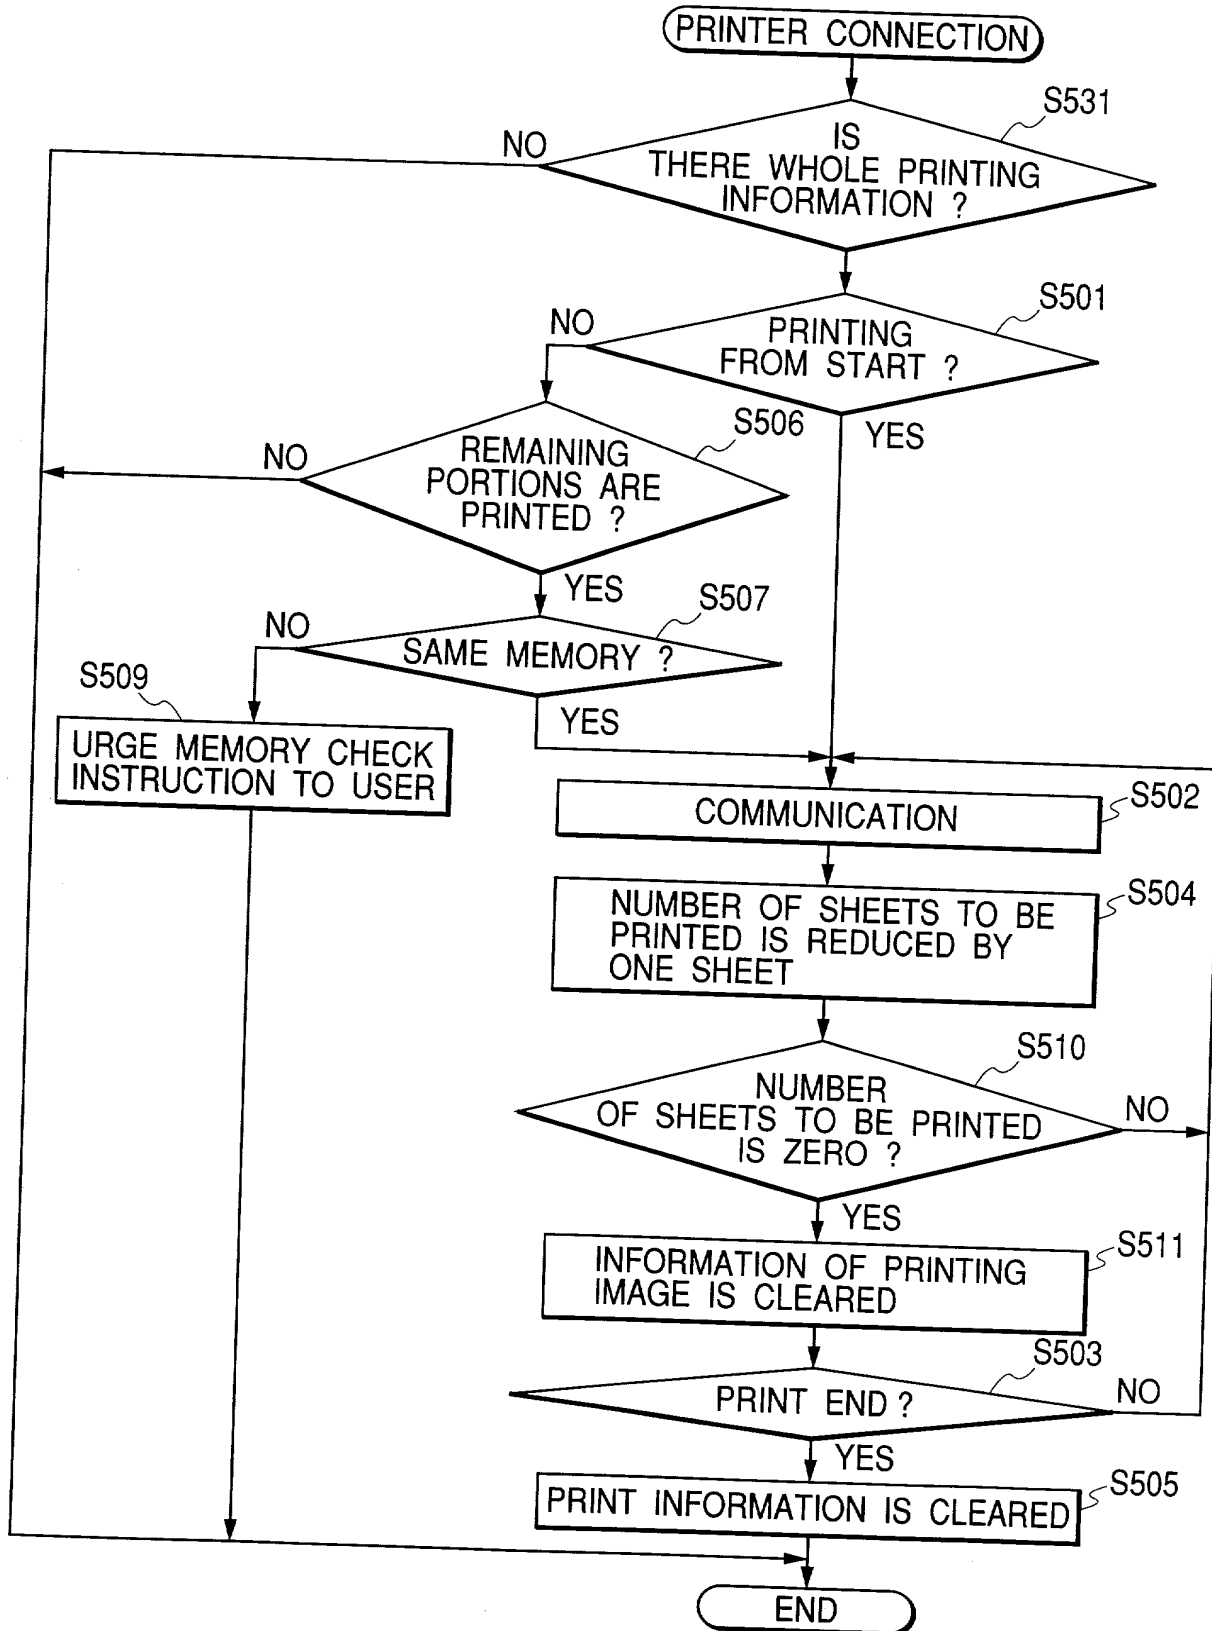 PRINTER CONNECTION
S531
IS
THERE WHOLE PRINTING
INFORMATION ?
NO
S501
PRINTING
FROM START ?
NO
YES
S506
REMAINING
PORTIONS ARE
PRINTED ?
NO
YES
S507
SAME MEMORY ?
NO
YES
S509
URGE MEMORY CHECK
INSTRUCTION TO USER
COMMUNICATION
S502
S504
NUMBER OF SHEETS TO BE
PRINTED IS REDUCED BY
ONE SHEET
S510
NUMBER
OF SHEETS TO BE PRINTED
IS ZERO ?
NO
YES
S511
INFORMATION OF PRINTING
IMAGE IS CLEARED
S503
PRINT END ?
NO
YES
S505
PRINT INFORMATION IS CLEARED
END